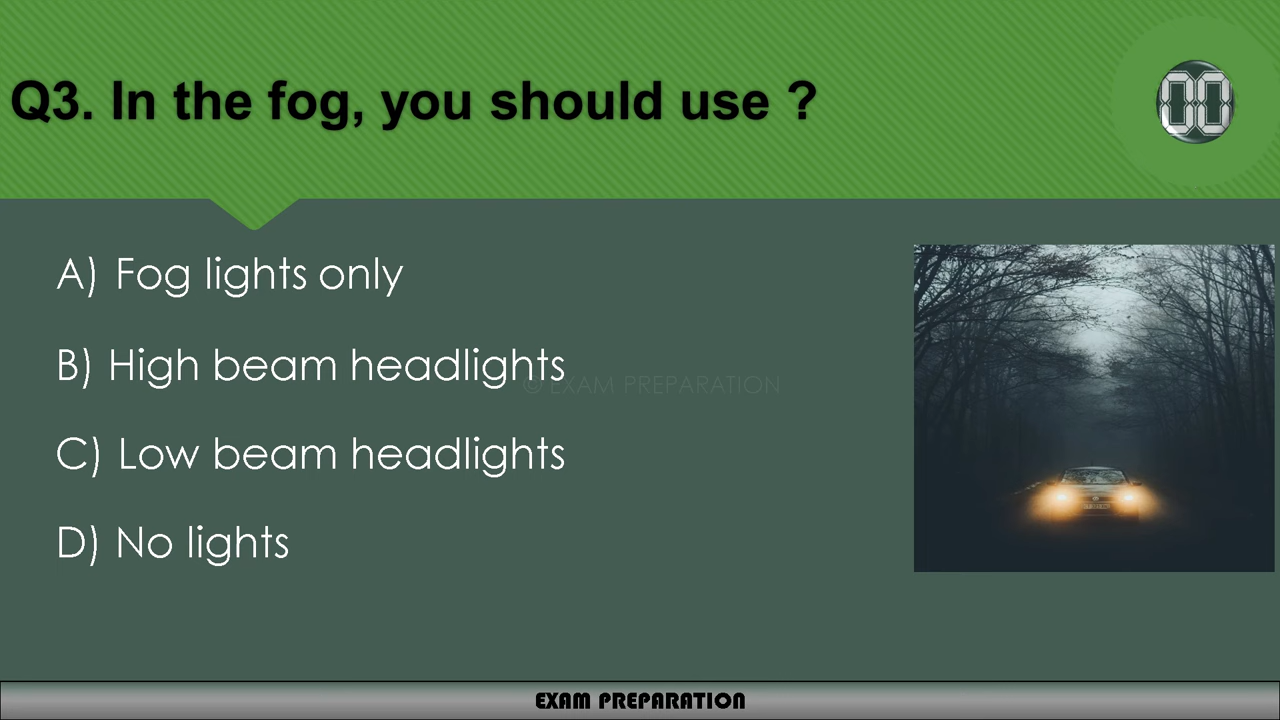 Q3. In the fog, you should use ?
00
A) Fog lights only
B) High beam headlights
© EXAM PREPARATION
C) Low beam headlights
D) No lights
EXAM PREPARATION